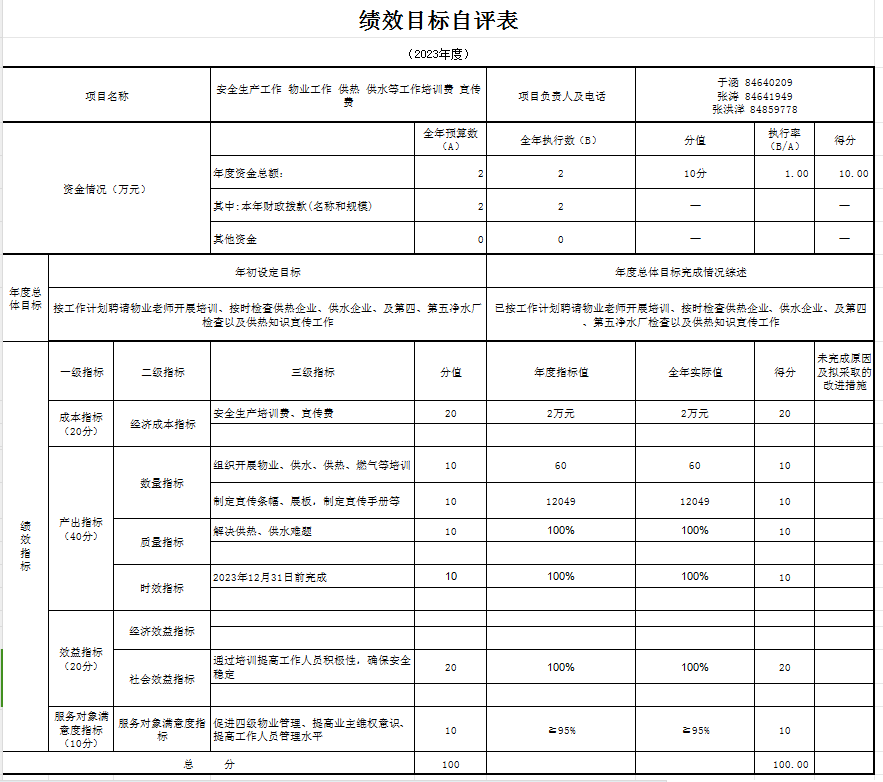 绩效目标自评表
（2023年度）
项目名称
安全生产工作 物业工作 供热 供水等工作培训费 宣传
费
项目负责人及电话
于涵 84640209
张涛 84641949
张洪洋 84859778
资金情况（万元）
全年预算数
（A）
全年执行数（B）
分值
执行率
（B/A）
得分
年度资金总额：
2
2
10分
1.00
10.00
其中:本年财政拨款(名称和规模)
2
2
—
—
其他资金
0
0
—
—
年度总
体目标
年初设定目标
年度总体目标完成情况综述
按工作计划聘请物业老师开展培训、按时检查供热企业、供水企业、及第四、第五净水厂
检查以及供热知识宣传工作
已按工作计划聘请物业老师开展培训、按时检查供热企业、供水企业、及第四
、第五净水厂检查以及供热知识宣传工作
绩
效
指
标
一级指标
二级指标
三级指标
分值
年度指标值
全年实际值
得分
未完成原因
及拟采取的
改进措施
成本指标
（20分）
经济成本指标
安全生产培训费、宣传费
20
2万元
2万元
20
产出指标
（40分）
数量指标
组织开展物业、供水、供热、燃气等培训
10
60
60
10
制定宣传条幅、展板，制定宣传手册等
10
12049
12049
10
质量指标
解决供热、供水难题
10
100%
100%
10
时效指标
2023年12月31日前完成
10
100%
100%
10
效益指标
（20分）
经济效益指标
社会效益指标
通过培训提高工作人员积极性，确保安全
稳定
20
100%
100%
20
服务对象满
意度指标
（10分）
服务对象满意度指
标
促进四级物业管理、提高业主维权意识、
提高工作人员管理水平
10
≧95%
≧95%
10
总 分
100
100.00